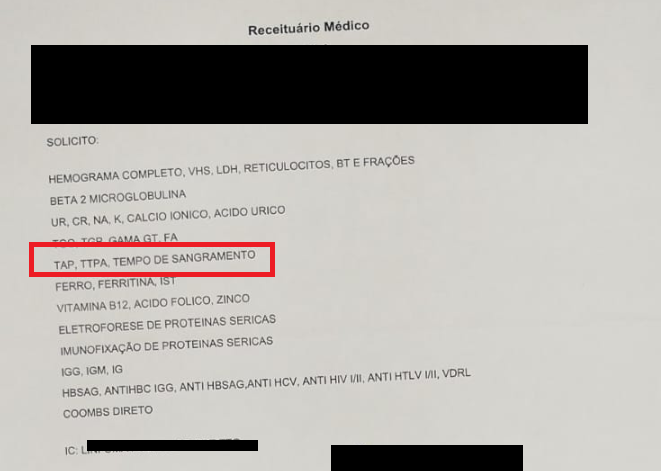 Receituário Médico
SOLICITO:
HEMOGRAMA COMPLETO, VHS, LDH, RETICULOCITOS, BT E FRAÇÕES
BETA 2 MICROGLOBULINA
UR, CR, NA, K, CALCIO IONICO, ACIDO URICO
TGO, TGP, GAMA GT, FA
TAP, TTPA, TEMPO DE SANGRAMENTO
FERRO, FERRITINA, IST
VITAMINA B12, ACIDO FOLICO, ZINCO
ELETROFORESE DE PROTEINAS SERICAS
IMUNOFIXAÇÃO DE PROTEINAS SERICAS
IGG, IGM, IG
HBSAG, ANTIHBC IGG, ANTI HBSAG,ANTI HCV, ANTI HIV I/II, ANTI HTLV I/II, VDRL
COOMBS DIRETO
IC: